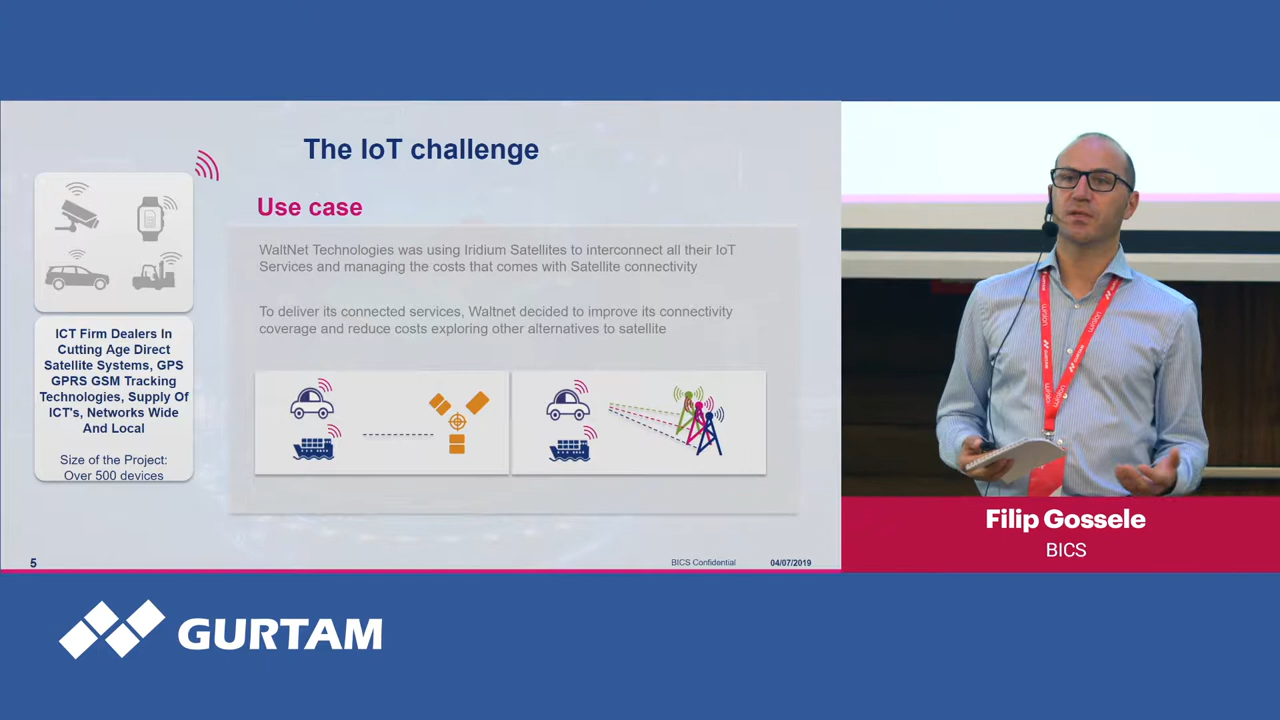 The IoT challenge
Use case
WaltNet Technologies was using Iridium Satellites to interconnect all their IoT
Services and managing the costs that comes with Satellite connectivity
To deliver its connected services, Waltnet decided to improve its connectivity
coverage and reduce costs exploring other alternatives to satellite
ICT Firm Dealers In
Cutting Age Direct
Satellite Systems, GPS
GPRS GSM Tracking
Technologies, Supply Of
ICT's, Networks Wide
And Local
Size of the Project:
Over 500 devices
5
BICS Confidential
04/07/2019
Filip Gossele
BICS
GURTAM